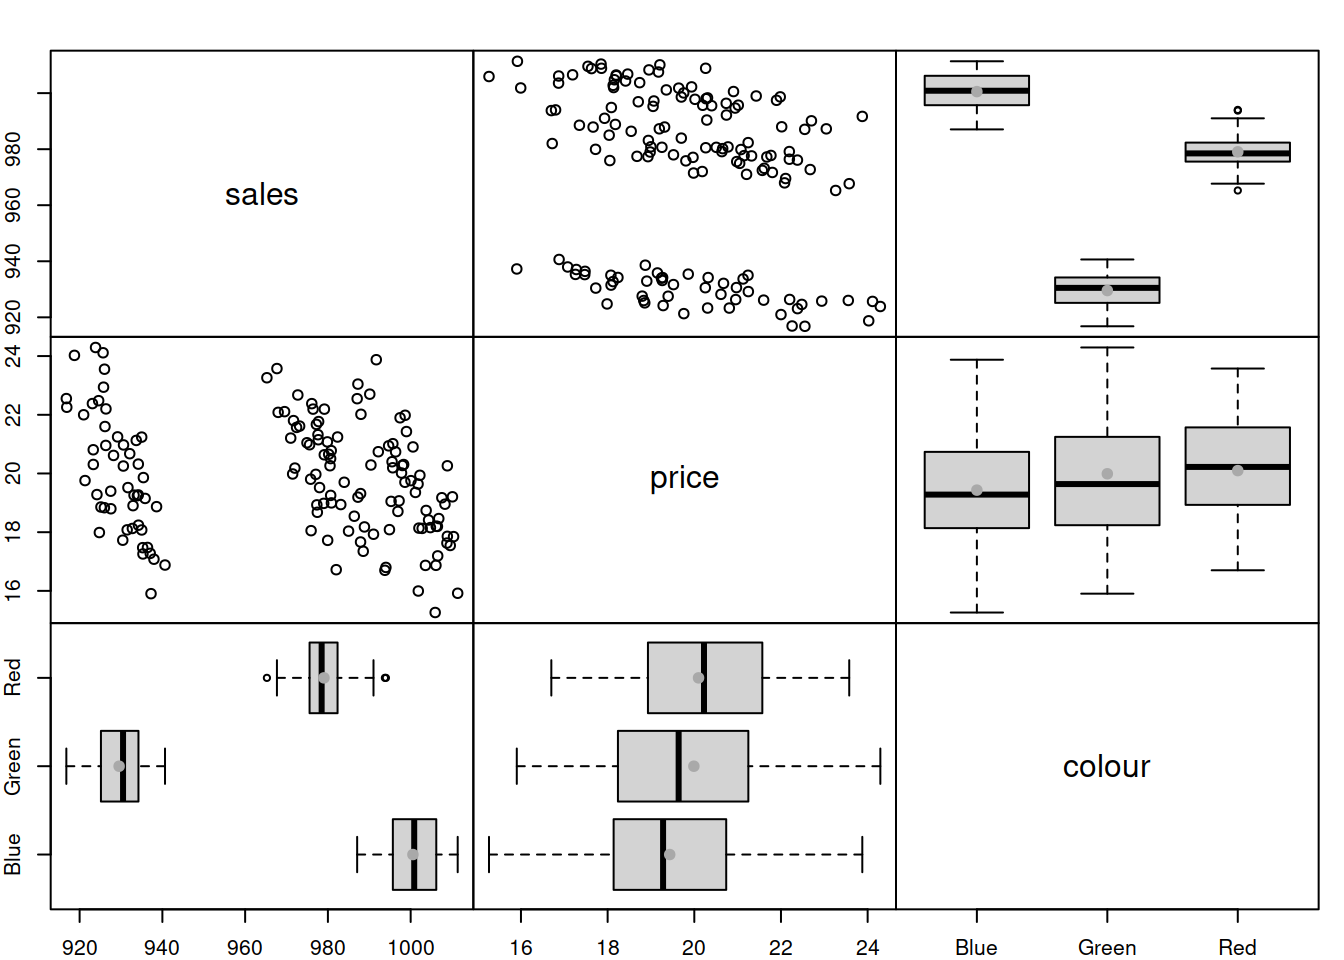 980
960
940
920
sales
24
22
20
18
16
price
Red
Green
Blue
colour
920 940 960 980 1000
16 18 20 22 24
Blue Green Red